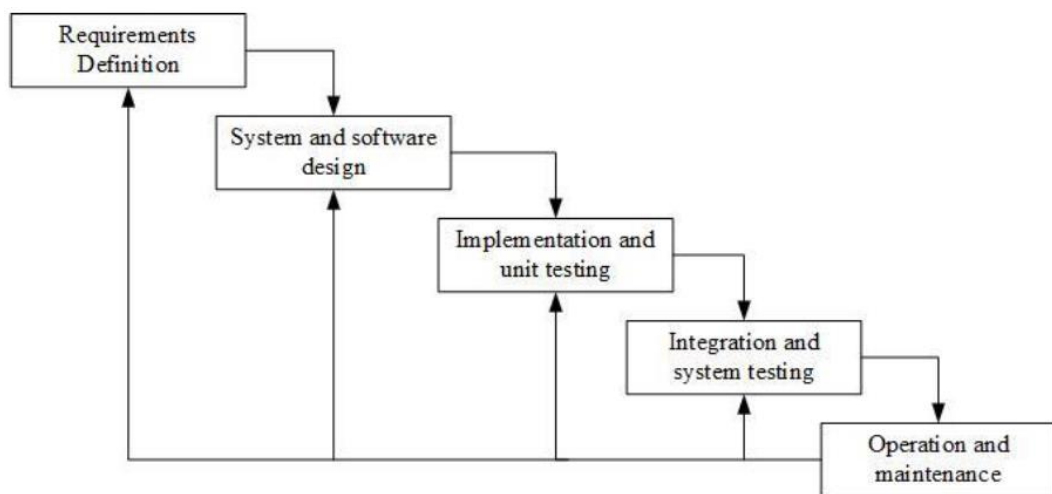 Requirements
Definition
System and software
design
Implementation and
unit testing
Integration and
system testing
Operation and
maintenance